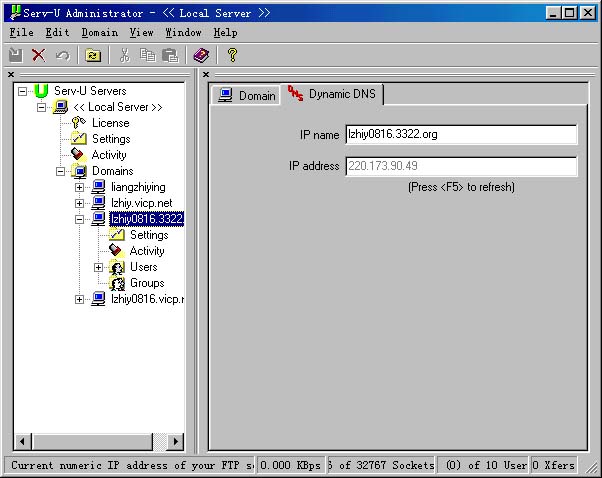 Serv-U Administrator - << Local Server >>
File Edit Domain View Window Help
Serv-U Servers
<< Local Server >>
License
Settings
Activity
Domains
liangzhiying
lzhiy.vicp.net
lzhiy0816.3322.
Settings
Activity
Users
Groups
lzhiy0816.vicp.r
Domain
Dynamic DNS
IP name lzhiy0816.3322.org
IP address 220.173.90.49
(Press <F5> to refresh)
Current numeric IP address of your FTP 0.000 KBps of 32767 Sockets (0) of 10 User 0 Xfers